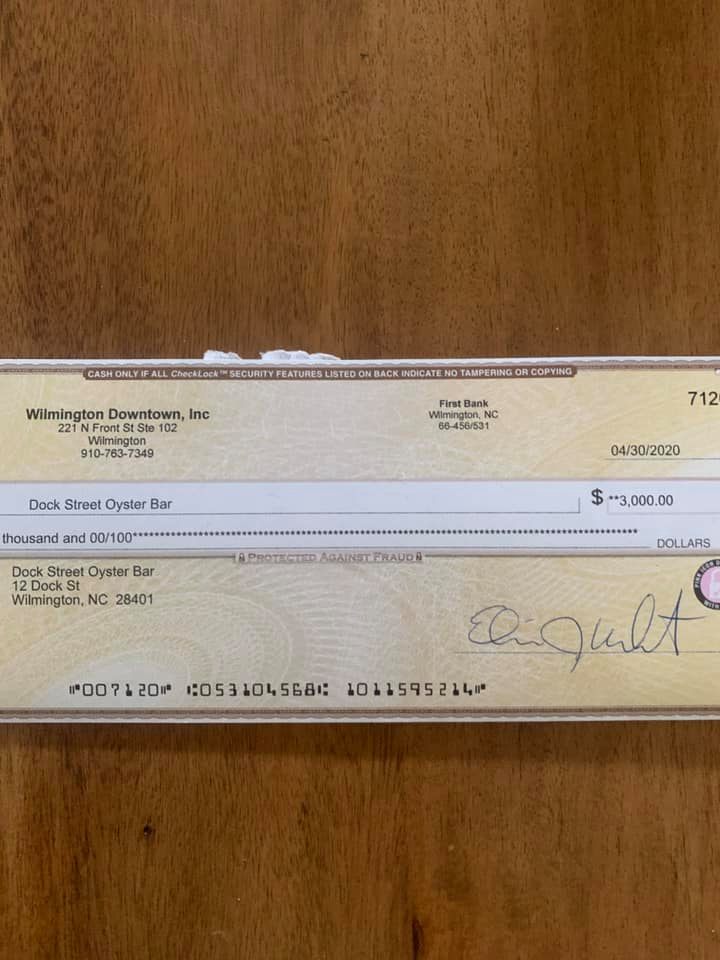 CASH ONLY IF ALL CheckLock™ SECURITY FEATURES LISTED ON BACK INDICATE NO TAMPERING OR COPYING
7120
Wilmington Downtown, Inc
221 N Front St Ste 102
Wilmington
910-763-7349
First Bank
Wilmington, NC
66-456/531
04/30/2020
Dock Street Oyster Bar
$ **3,000.00
thousand and 00/100**********************************************************************
DOLLARS
PROTECTED AGAINST FRAUD
Dock Street Oyster Bar
12 Dock St
Wilmington, NC 28401
⑈007120⑈ ⑆053104568⑆ 1011595214⑈